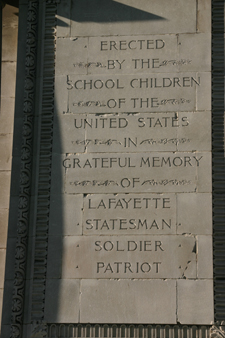 ERECTED
BY THE
SCHOOL CHILDREN
OF THE
UNITED STATES
IN
GRATEFUL MEMORY
OF
LAFAYETTE
STATESMAN
SOLDIER
PATRIOT